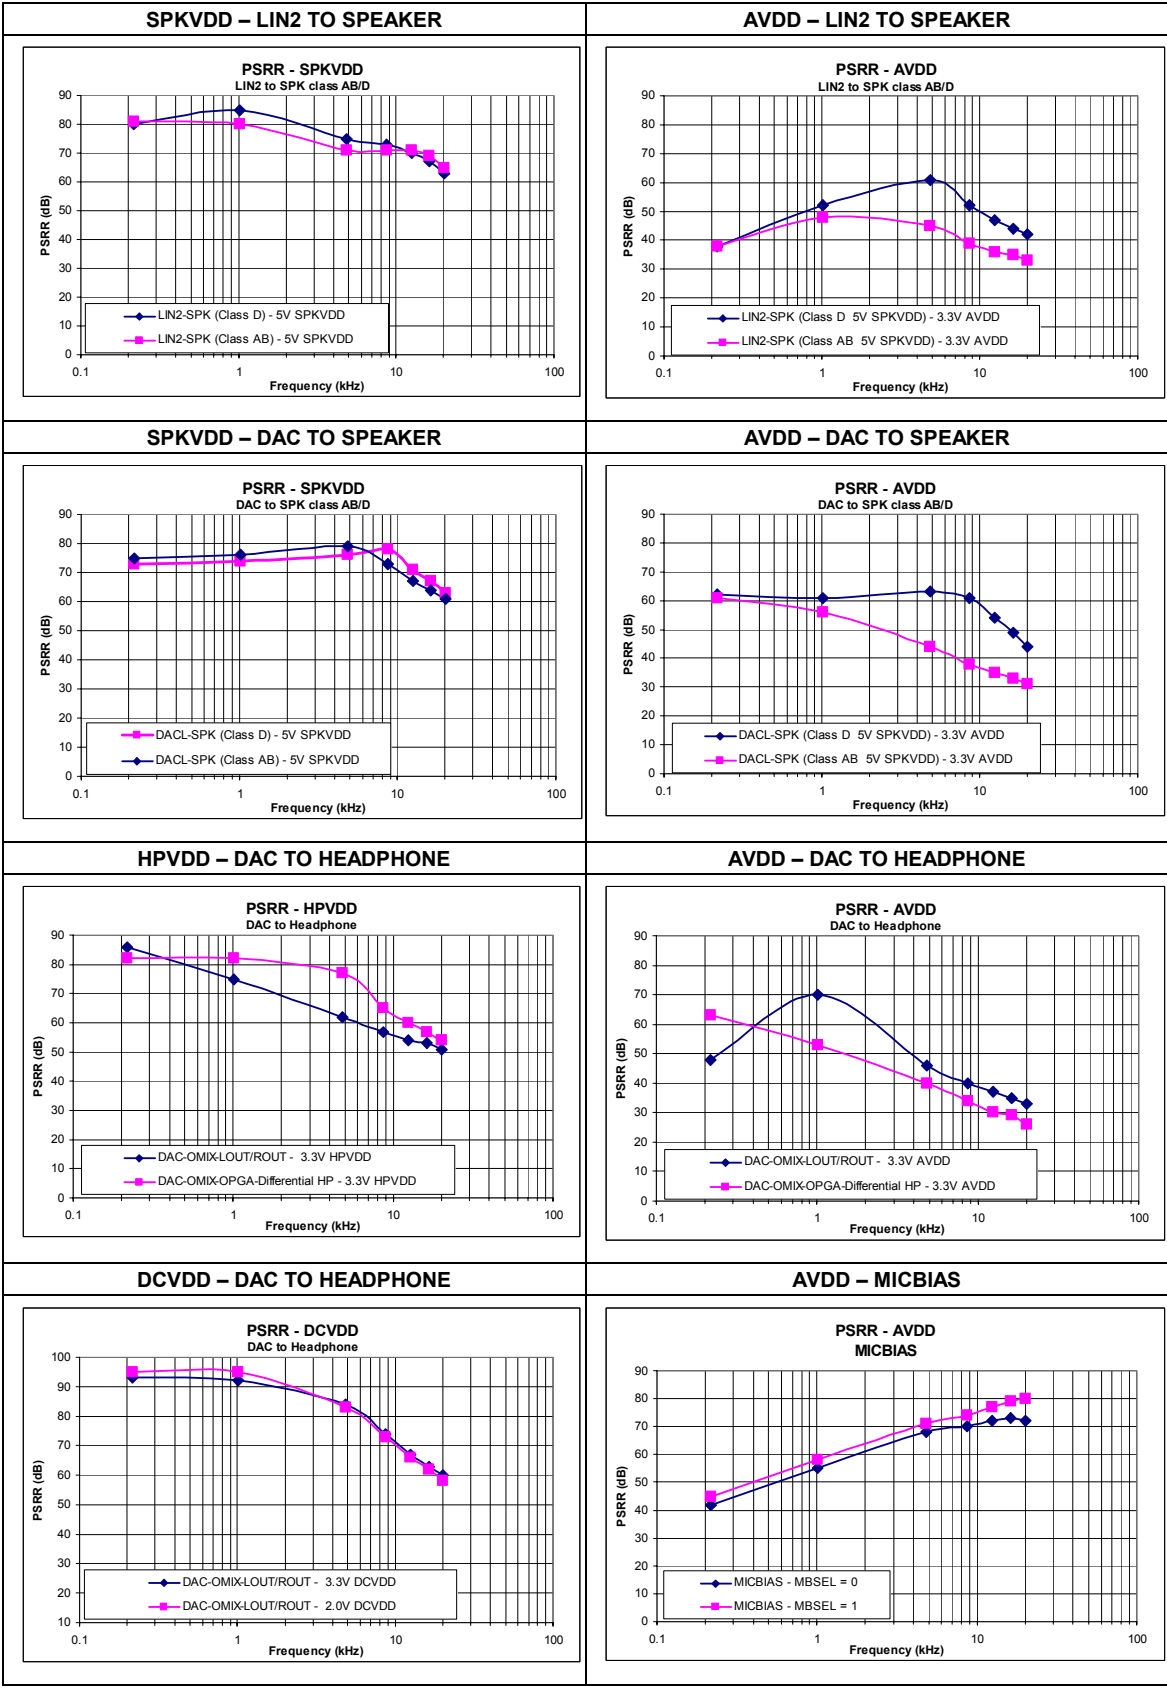 SPKVDD – LIN2 TO SPEAKER
PSRR - SPKVDD
LIN2 to SPK class AB/D
PSRR (dB)
90
80
70
60
50
40
30
20
10
0
LIN2-SPK (Class D) - 5V SPKVDD
LIN2-SPK (Class AB) - 5V SPKVDD
0.1 1 10 100
Frequency (kHz)
AVDD – LIN2 TO SPEAKER
PSRR - AVDD
LIN2 to SPK class AB/D
PSRR (dB)
90
80
70
60
50
40
30
20
10
0
LIN2-SPK (Class D 5V SPKVDD) - 3.3V AVDD
LIN2-SPK (Class AB 5V SPKVDD) - 3.3V AVDD
0.1 1 10 100
Frequency (kHz)
SPKVDD – DAC TO SPEAKER
PSRR - SPKVDD
DAC to SPK class AB/D
PSRR (dB)
90
80
70
60
50
40
30
20
10
0
DACL-SPK (Class D) - 5V SPKVDD
DACL-SPK (Class AB) - 5V SPKVDD
0.1 1 10 100
Frequency (kHz)
AVDD – DAC TO SPEAKER
PSRR - AVDD
DAC to SPK class AB/D
PSRR (dB)
90
80
70
60
50
40
30
20
10
0
DACL-SPK (Class D 5V SPKVDD) - 3.3V AVDD
DACL-SPK (Class AB 5V SPKVDD) - 3.3V AVDD
0.1 1 10 100
Frequency (kHz)
HPVDD – DAC TO HEADPHONE
PSRR - HPVDD
DAC to Headphone
PSRR (dB)
90
80
70
60
50
40
30
20
10
0
DAC-OMIX-LOUT/ROUT - 3.3V HPVDD
DAC-OMIX-OPGA-Differential HP - 3.3V HPVDD
0.1 1 10 100
Frequency (kHz)
AVDD – DAC TO HEADPHONE
PSRR - AVDD
DAC to Headphone
PSRR (dB)
90
80
70
60
50
40
30
20
10
0
DAC-OMIX-LOUT/ROUT - 3.3V AVDD
DAC-OMIX-OPGA-Differential HP - 3.3V AVDD
0.1 1 10 100
Frequency (kHz)
DCVDD – DAC TO HEADPHONE
PSRR - DCVDD
DAC to Headphone
PSRR (dB)
100
90
80
70
60
50
40
30
20
10
DAC-OMIX-LOUT/ROUT - 3.3V DCVDD
DAC-OMIX-LOUT/ROUT - 2.0V DCVDD
0.1 1 10 100
Frequency (kHz)
AVDD – MICBIAS
PSRR - AVDD
MICBIAS
PSRR (dB)
90
80
70
60
50
40
30
20
10
0
MICBIAS - MBSEL = 0
MICBIAS - MBSEL = 1
0.1 1 10 100
Frequency (kHz)